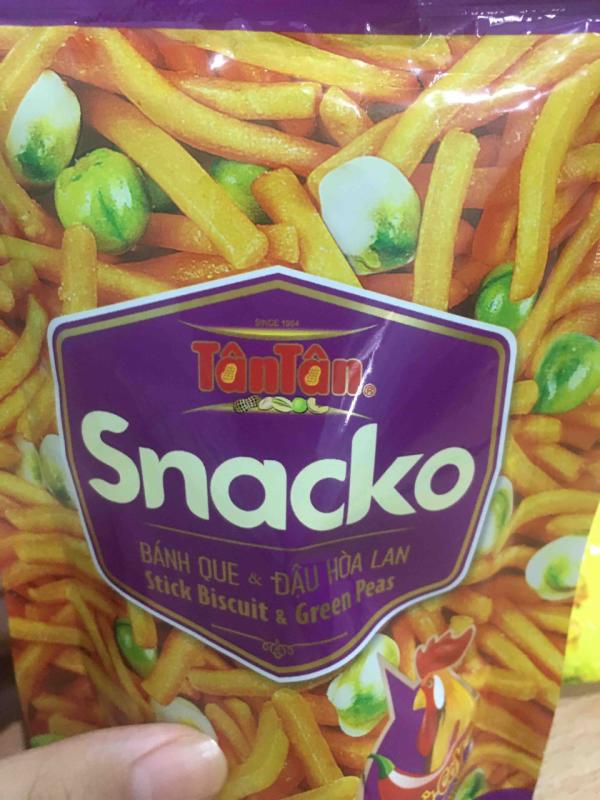 SINCE 1984
TânTân®
Snacko
BÁNH QUE & ĐẬU HÒA LAN
Stick Biscuit & Green Peas